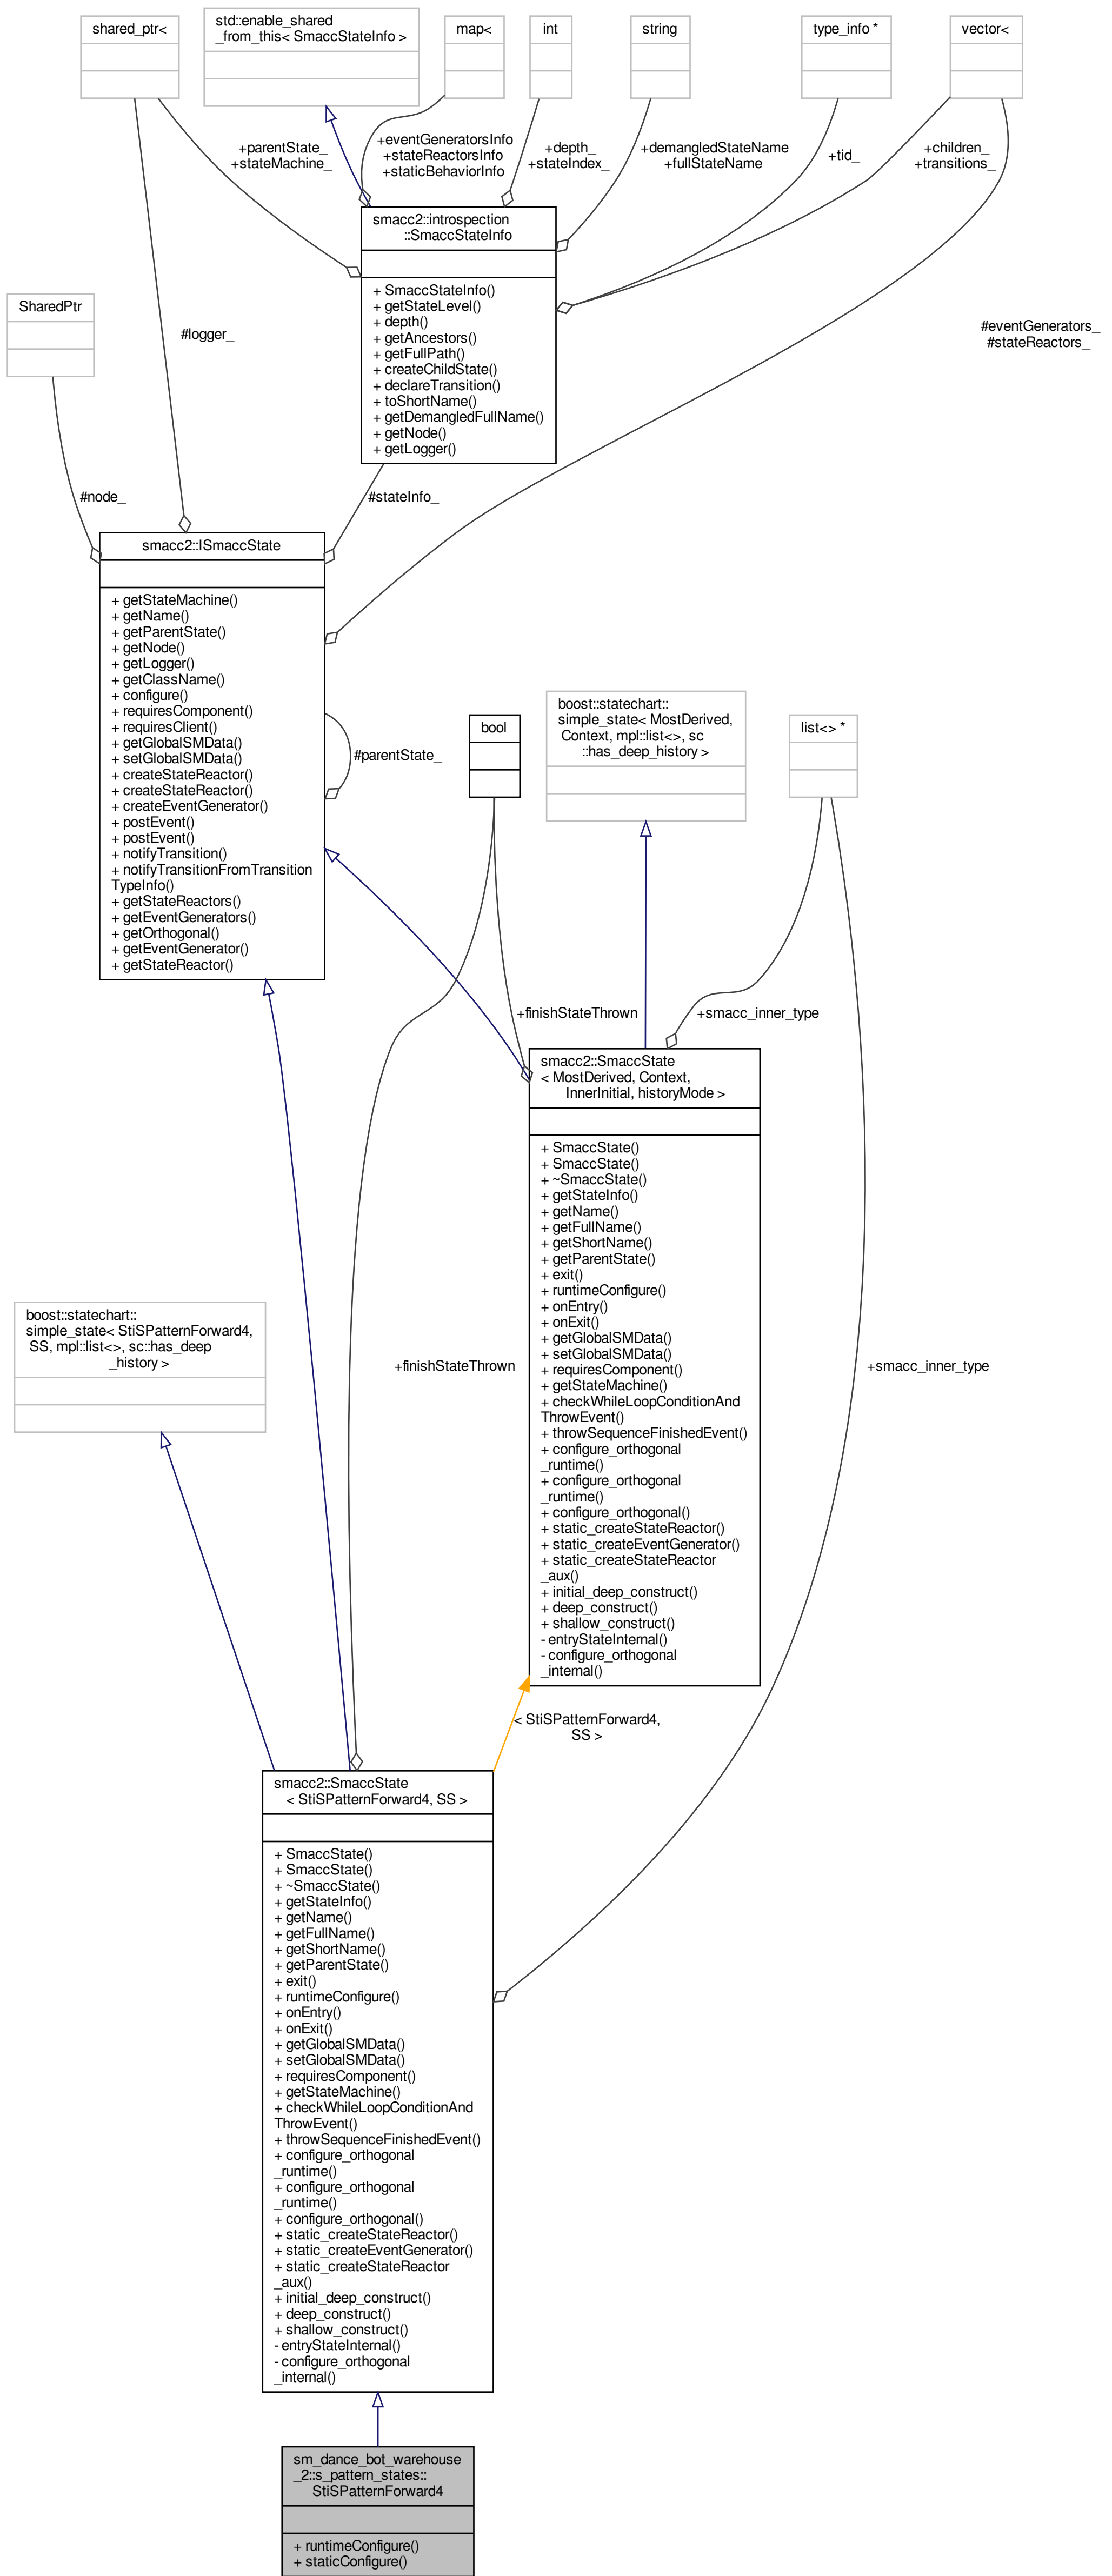 shared_ptr<
std::enable_shared
_from_this< SmaccStateInfo >
map<
int
string
type_info *
vector<
+parentState_
+stateMachine_
+eventGeneratorsInfo
+stateReactorsInfo
+staticBehaviorInfo
+depth_
+stateIndex_
+demangledStateName
+fullStateName
+tid_
+children_
+transitions_
smacc2::introspection
::SmaccStateInfo
+ SmaccStateInfo()
+ getStateLevel()
+ depth()
+ getAncestors()
+ getFullPath()
+ createChildState()
+ declareTransition()
+ toShortName()
+ getDemangledFullName()
+ getNode()
+ getLogger()
SharedPtr
#logger_
#eventGenerators_
#stateReactors_
#node_
#stateInfo_
smacc2::ISmaccState
+ getStateMachine()
+ getName()
+ getParentState()
+ getNode()
+ getLogger()
+ getClassName()
+ configure()
+ requiresComponent()
+ requiresClient()
+ getGlobalSMData()
+ setGlobalSMData()
+ createStateReactor()
+ createStateReactor()
+ createEventGenerator()
+ postEvent()
+ postEvent()
+ notifyTransition()
+ notifyTransitionFromTransition
TypeInfo()
+ getStateReactors()
+ getEventGenerators()
+ getOrthogonal()
+ getEventGenerator()
+ getStateReactor()
#parentState_
bool
boost::statechart::
simple_state< MostDerived,
Context, mpl::list<>, sc
::has_deep_history >
list<> *
+finishStateThrown
+smacc_inner_type
smacc2::SmaccState
< MostDerived, Context,
InnerInitial, historyMode >
+ SmaccState()
+ SmaccState()
+ ~SmaccState()
+ getStateInfo()
+ getName()
+ getFullName()
+ getShortName()
+ getParentState()
+ exit()
+ runtimeConfigure()
+ onEntry()
+ onExit()
+ getGlobalSMData()
+ setGlobalSMData()
+ requiresComponent()
+ getStateMachine()
+ checkWhileLoopConditionAnd
ThrowEvent()
+ throwSequenceFinishedEvent()
+ configure_orthogonal
_runtime()
+ configure_orthogonal
_runtime()
+ configure_orthogonal()
+ static_createStateReactor()
+ static_createEventGenerator()
+ static_createStateReactor
_aux()
+ initial_deep_construct()
+ deep_construct()
+ shallow_construct()
- entryStateInternal()
- configure_orthogonal
_internal()
boost::statechart::
simple_state< StiSPatternForward4,
SS, mpl::list<>, sc::has_deep
_history >
+finishStateThrown
+smacc_inner_type
< StiSPatternForward4,
SS >
smacc2::SmaccState
< StiSPatternForward4, SS >
+ SmaccState()
+ SmaccState()
+ ~SmaccState()
+ getStateInfo()
+ getName()
+ getFullName()
+ getShortName()
+ getParentState()
+ exit()
+ runtimeConfigure()
+ onEntry()
+ onExit()
+ getGlobalSMData()
+ setGlobalSMData()
+ requiresComponent()
+ getStateMachine()
+ checkWhileLoopConditionAnd
ThrowEvent()
+ throwSequenceFinishedEvent()
+ configure_orthogonal
_runtime()
+ configure_orthogonal
_runtime()
+ configure_orthogonal()
+ static_createStateReactor()
+ static_createEventGenerator()
+ static_createStateReactor
_aux()
+ initial_deep_construct()
+ deep_construct()
+ shallow_construct()
- entryStateInternal()
- configure_orthogonal
_internal()
sm_dance_bot_warehouse
_2::s_pattern_states::
StiSPatternForward4
+ runtimeConfigure()
+ staticConfigure()